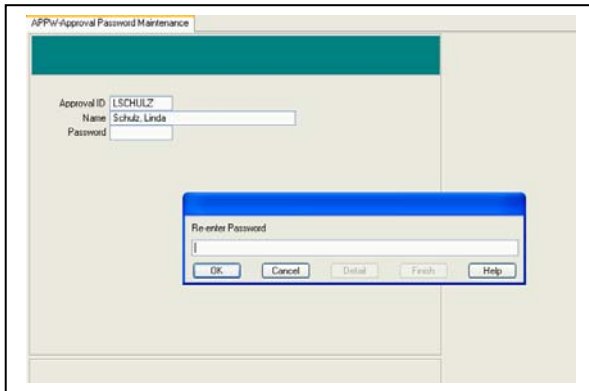 APPW-Approval Password Maintenance
Approval ID LSCHULZ
Name Schulz, Linda
Password
Re-enter Password
OK Cancel Detail Finish Help